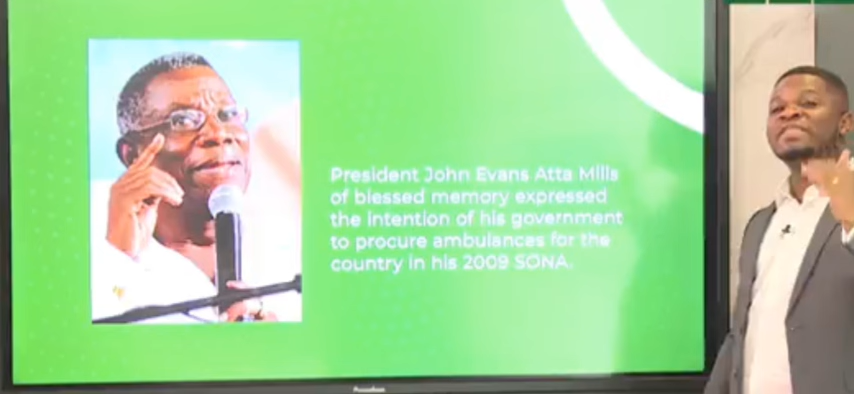 President John Evans Atta Mills
of blessed memory expressed
the intention of his government
to procure ambulances for the
country in his 2009 SONA.